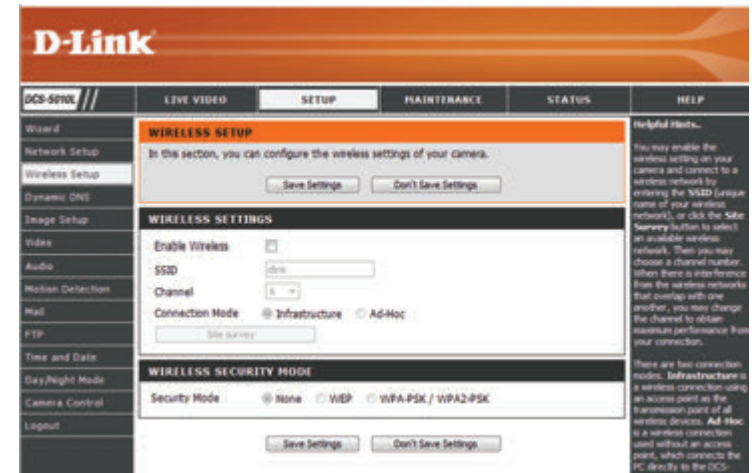 D-Link
DCS-5010L
LIVE VIDEO
SETUP
MAINTENANCE
STATUS
HELP
Wizard
Network Setup
Wireless Setup
Dynamic DNS
Image Setup
Video
Audio
Motion Detection
Mail
FTP
Time and Date
Day/Night Mode
Camera Control
Logout
WIRELESS SETUP
In this section, you can configure the wireless settings of your camera.
Save Settings Don't Save Settings
WIRELESS SETTINGS
Enable Wireless
SSID dlink
Channel 6
Connection Mode Infrastructure Ad-Hoc
Site survey
WIRELESS SECURITY MODE
Security Mode None WEP WPA-PSK / WPA2-PSK
Save Settings Don't Save Settings
Helpful Hints..
You may enable the
wireless setting on your
camera and connect to a
wireless network by
entering the SSID (unique
name of your wireless
network), or click the Site
Survey button to select
an available wireless
network. Then you may
choose a channel number.
When there is interference
from the wireless networks
that overlap with one
another, you may change
the channel to obtain
maximum performance from
your connection.
There are two connection
modes. Infrastructure is
a wireless connection using
an access point as the
transmission point of all
wireless devices. Ad-Hoc
is a wireless connection
used without an access
point, which connects the
PC directly to the DCS-